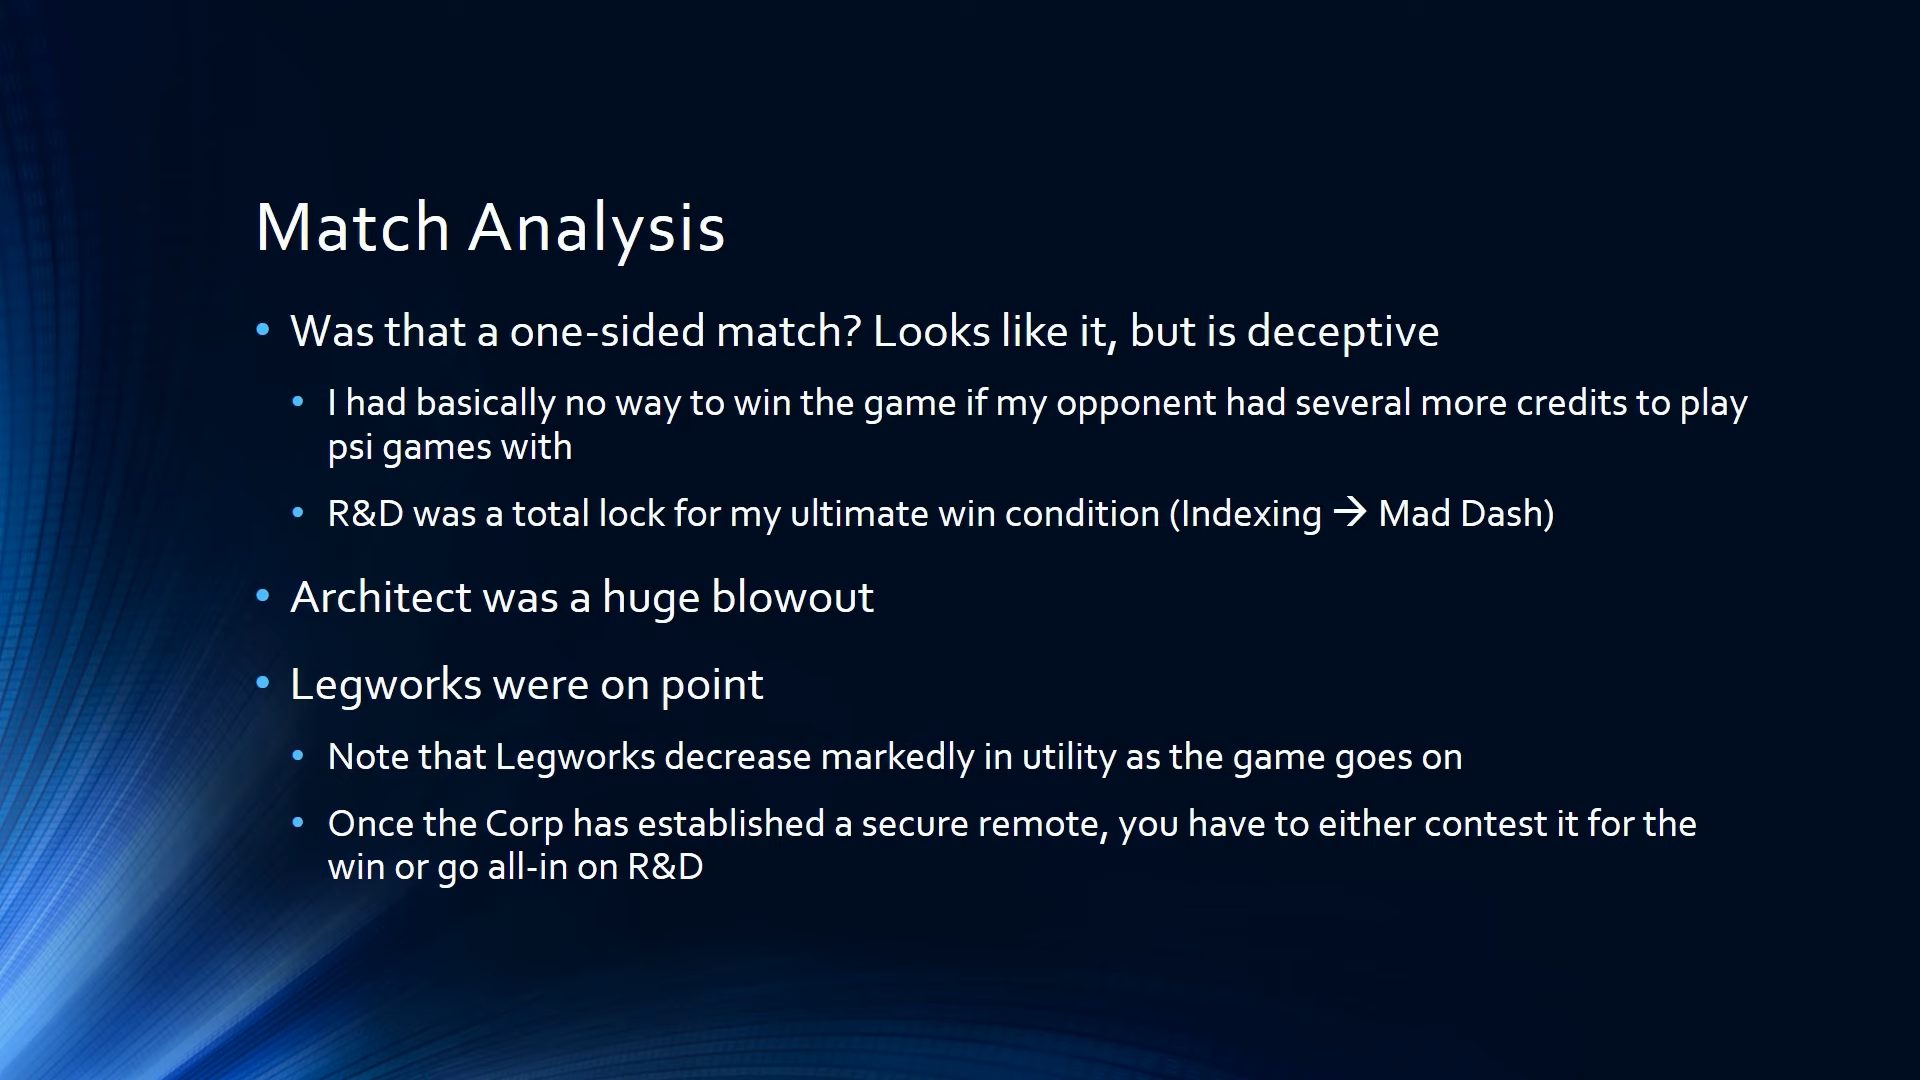 Match Analysis
• Was that a one-sided match? Looks like it, but is deceptive
• I had basically no way to win the game if my opponent had several more credits to play
psi games with
• R&D was a total lock for my ultimate win condition (Indexing → Mad Dash)
• Architect was a huge blowout
• Legworks were on point
• Note that Legworks decrease markedly in utility as the game goes on
• Once the Corp has established a secure remote, you have to either contest it for the
win or go all-in on R&D